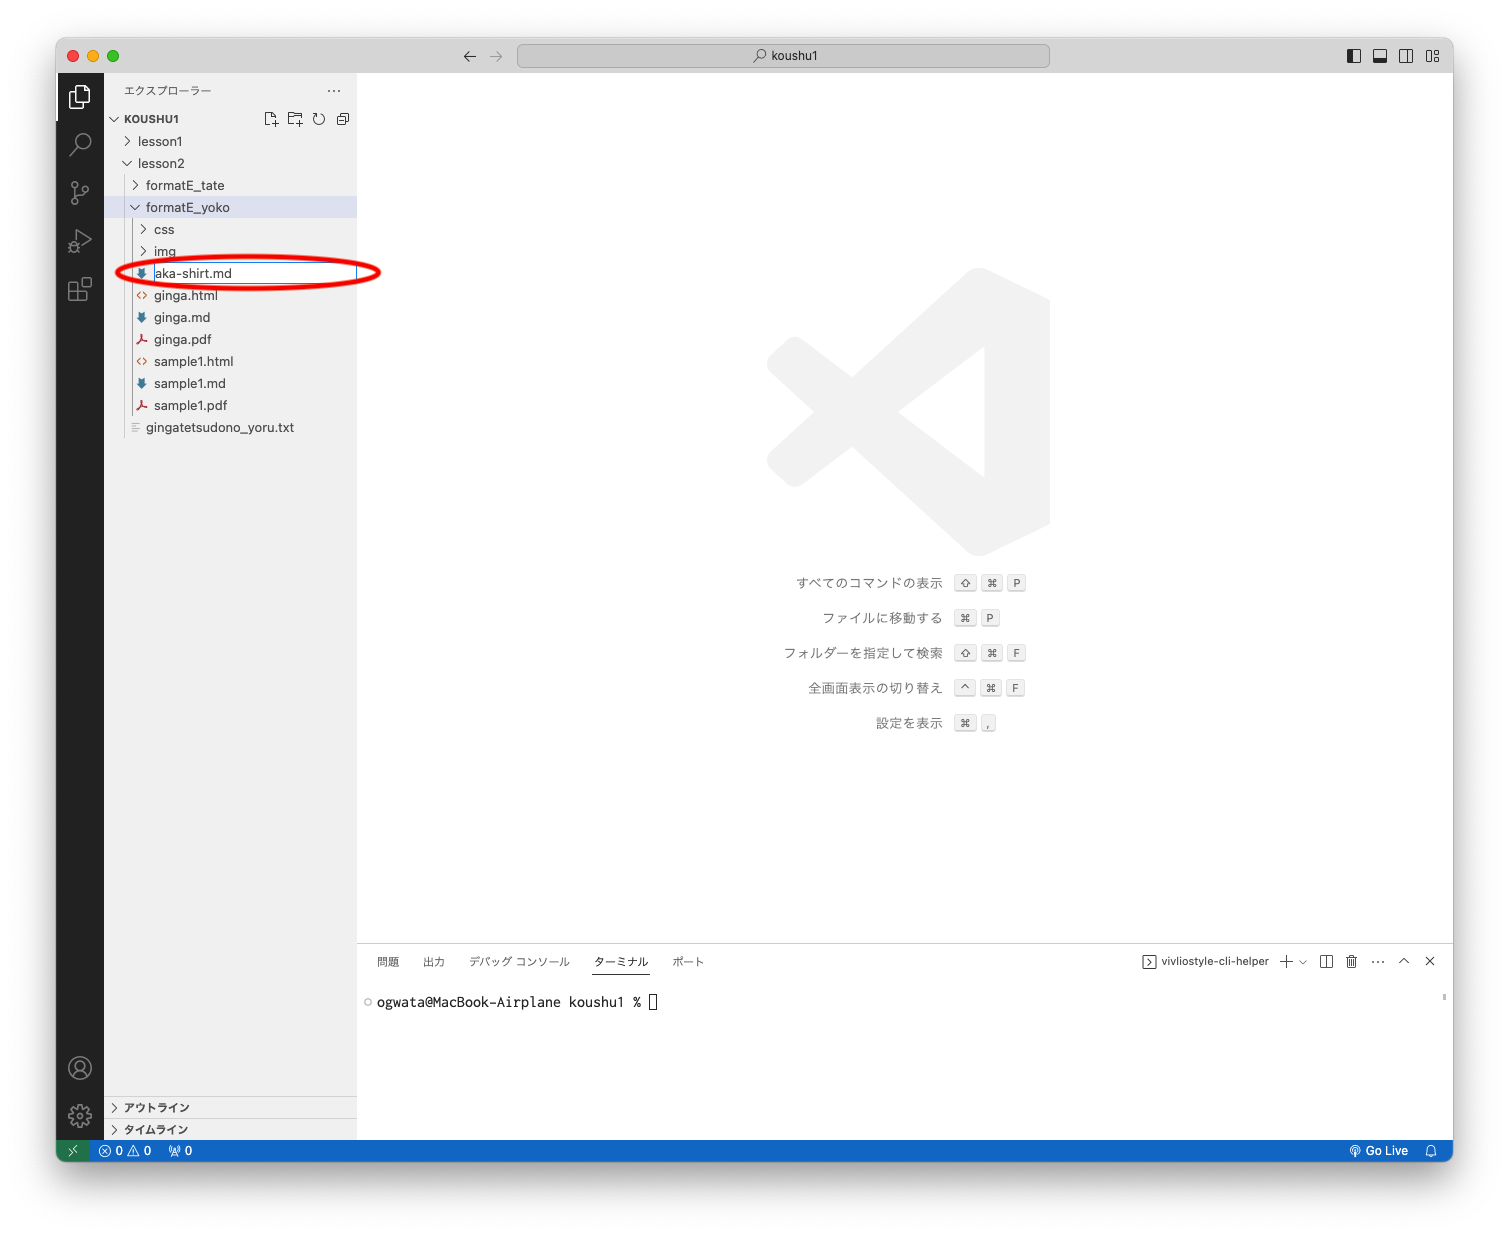 koushu1
エクスプローラー
KOUSHU1
lesson1
lesson2
formatE_tate
formatE_yoko
css
img
aka-shirt.md
ginga.html
ginga.md
ginga.pdf
sample1.html
sample1.md
sample1.pdf
gingatetsudono_yoru.txt
すべてのコマンドの表示 ⇧ ⌘ P
ファイルに移動する ⌘ P
フォルダーを指定して検索 ⇧ ⌘ F
全画面表示の切り替え ^ ⌘ F
設定を表示 ⌘ ,
問題 出力 デバッグ コンソール ターミナル ポート vivliostyle-cli-helper
ogwata@MacBook-Airplane koushu1 %
アウトライン
タイムライン
0 0 0 Go Live